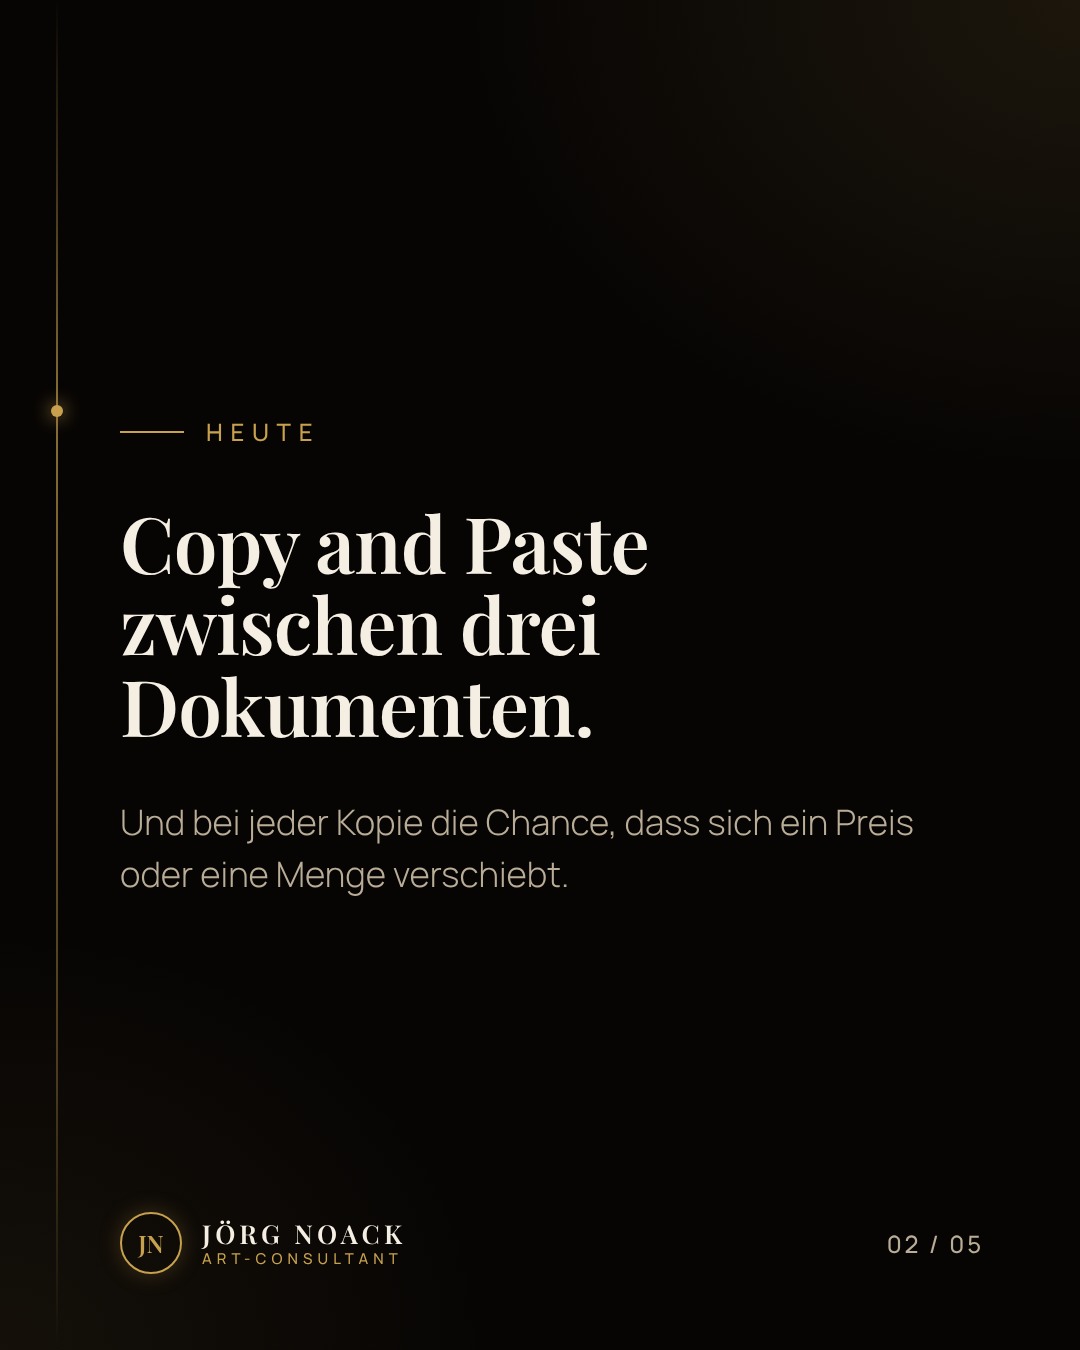 HEUTE
Copy and Paste
zwischen drei
Dokumenten.
Und bei jeder Kopie die Chance, dass sich ein Preis
oder eine Menge verschiebt.
JN
JÖRG NOACK
ART-CONSULTANT
02 / 05